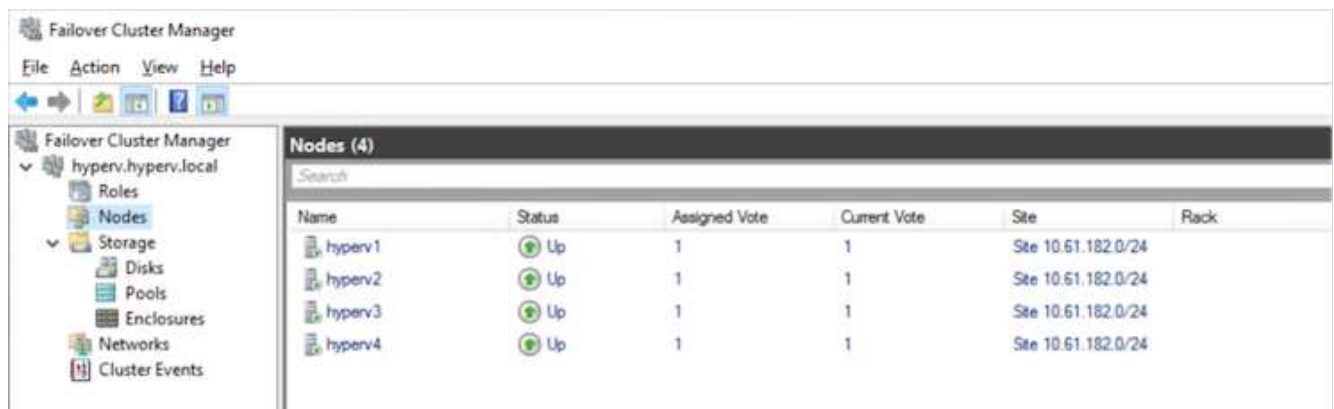 Failover Cluster Manager
File Action View Help
Failover Cluster Manager
hyperv.hyperv.local
Roles
Nodes
Storage
Disks
Pools
Enclosures
Networks
Cluster Events
Nodes (4)
Search
Name Status Assigned Vote Current Vote Site Rack
hyperv1 Up 1 1 Site 10.61.182.0/24
hyperv2 Up 1 1 Site 10.61.182.0/24
hyperv3 Up 1 1 Site 10.61.182.0/24
hyperv4 Up 1 1 Site 10.61.182.0/24